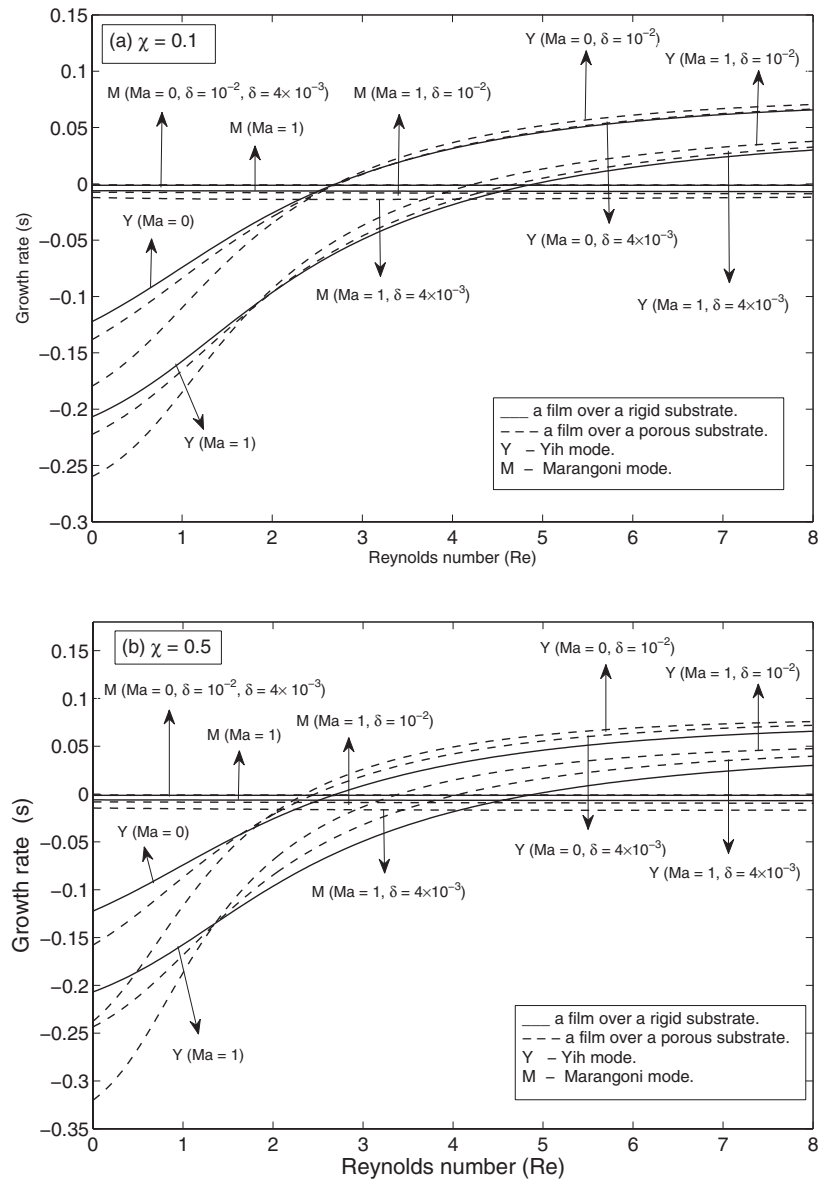 (a) χ = 0.1
Y (Ma = 0, δ = 10⁻²)
Y (Ma = 1, δ = 10⁻²)
M (Ma = 0, δ = 10⁻², δ = 4× 10⁻³)
M (Ma = 1, δ = 10⁻²)
M (Ma = 1)
Y (Ma = 0)
Y (Ma = 0, δ = 4×10⁻³)
M (Ma = 1, δ = 4×10⁻³)
Y (Ma = 1, δ = 4×10⁻³)
Y (Ma = 1)
___ a film over a rigid substrate.
– – – a film over a porous substrate.
Y – Yih mode.
M – Marangoni mode.
0.15
0.1
0.05
0
−0.05
−0.1
−0.15
−0.2
−0.25
−0.3
Growth rate (s)
0 1 2 3 4 5 6 7 8
Reynolds number (Re)
(b) χ = 0.5
Y (Ma = 0, δ = 10⁻²)
Y (Ma = 1, δ = 10⁻²)
M (Ma = 0, δ = 10⁻², δ = 4× 10⁻³)
M (Ma = 1, δ = 10⁻²)
M (Ma = 1)
Y (Ma = 0)
Y (Ma = 0, δ = 4×10⁻³)
Y (Ma = 1, δ = 4×10⁻³)
M (Ma = 1, δ = 4×10⁻³)
Y (Ma = 1)
___ a film over a rigid substrate.
– – – a film over a porous substrate.
Y – Yih mode.
M – Marangoni mode.
0.15
0.1
0.05
0
−0.05
−0.1
−0.15
−0.2
−0.25
−0.3
−0.35
Growth rate (s)
0 1 2 3 4 5 6 7 8
Reynolds number (Re)